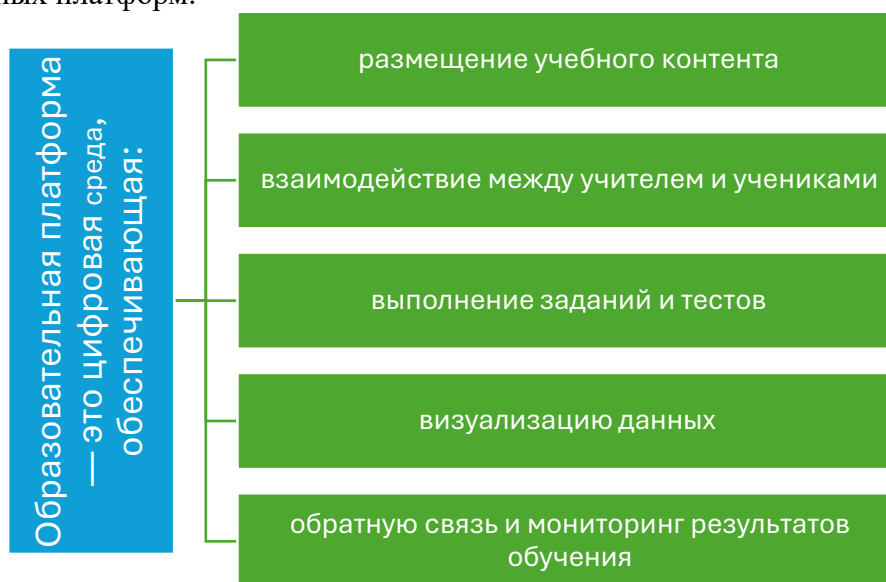 платформ.
Образовательная платформа
— это цифровая среда,
обеспечивающая:
размещение учебного контента
взаимодействие между учителем и учениками
выполнение заданий и тестов
визуализацию данных
обратную связь и мониторинг результатов
обучения